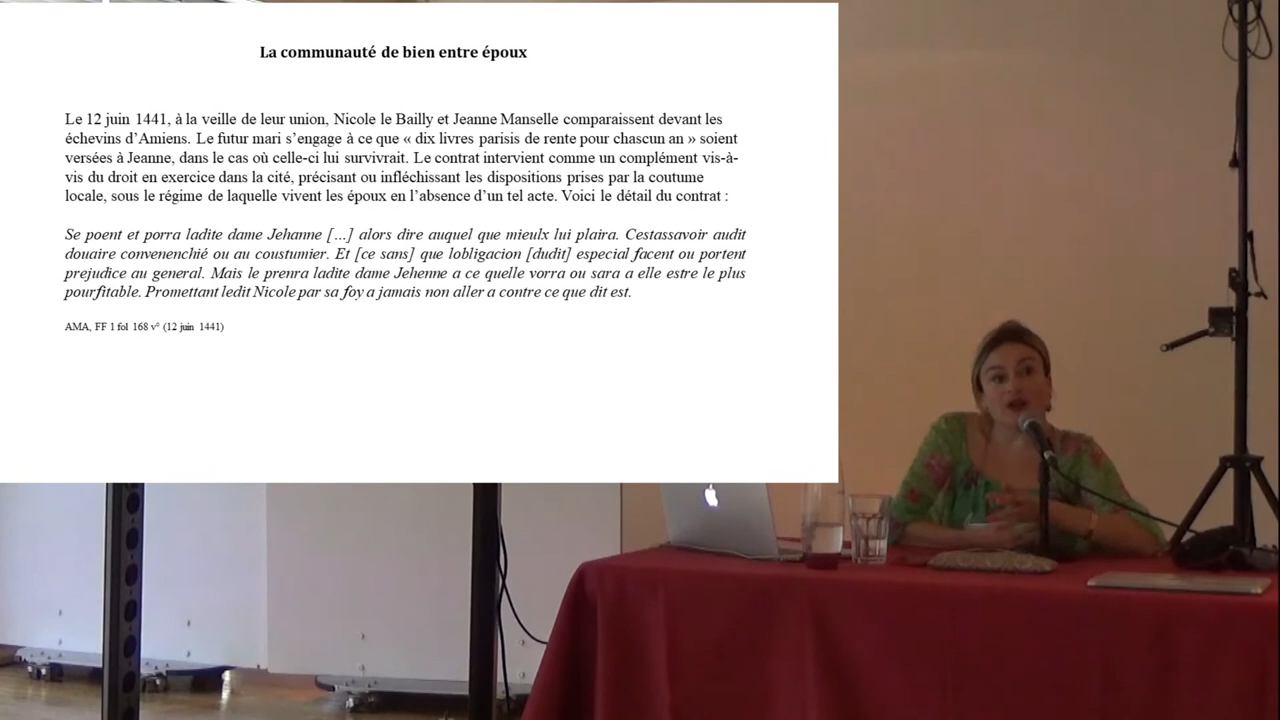 La communauté de bien entre époux
Le 12 juin 1441, à la veille de leur union, Nicole le Bailly et Jeanne Manselle comparaissent devant les
échevins d’Amiens. Le futur mari s’engage à ce que « dix livres parisis de rente pour chascun an » soient
versées à Jeanne, dans le cas où celle-ci lui survivrait. Le contrat intervient comme un complément vis-à-
vis du droit en exercice dans la cité, précisant ou infléchissant les dispositions prises par la coutume
locale, sous le régime de laquelle vivent les époux en l’absence d’un tel acte. Voici le détail du contrat :
Se poent et porra ladite dame Jehanne […] alors dire auquel que mieulx lui plaira. Cestassavoir audit
douaire convenenchié ou au coustumier. Et [ce sans] que lobligacion [dudit] especial facent ou portent
prejudice au general. Mais le prenra ladite dame Jehenne a ce quelle vorra ou sara a elle estre le plus
pourfitable. Promettant ledit Nicole par sa foy a jamais non aller a contre ce que dit est.
AMA, FF 1 fol 168 v° (12 juin 1441)